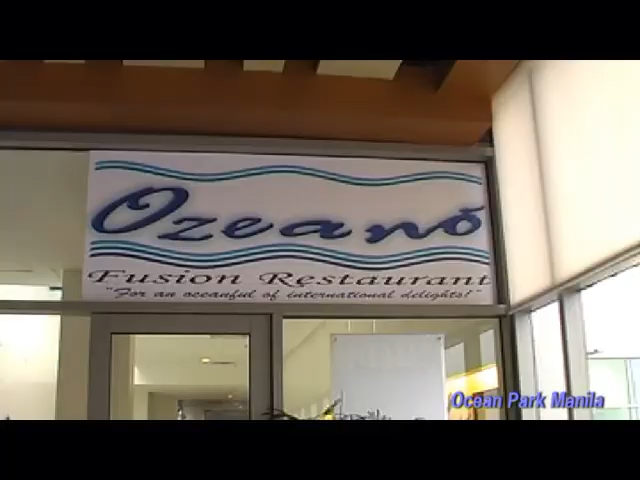 Ozeanó
Fusion Restaurant
"For an oceanful of international delights!"
Ocean Park Manila